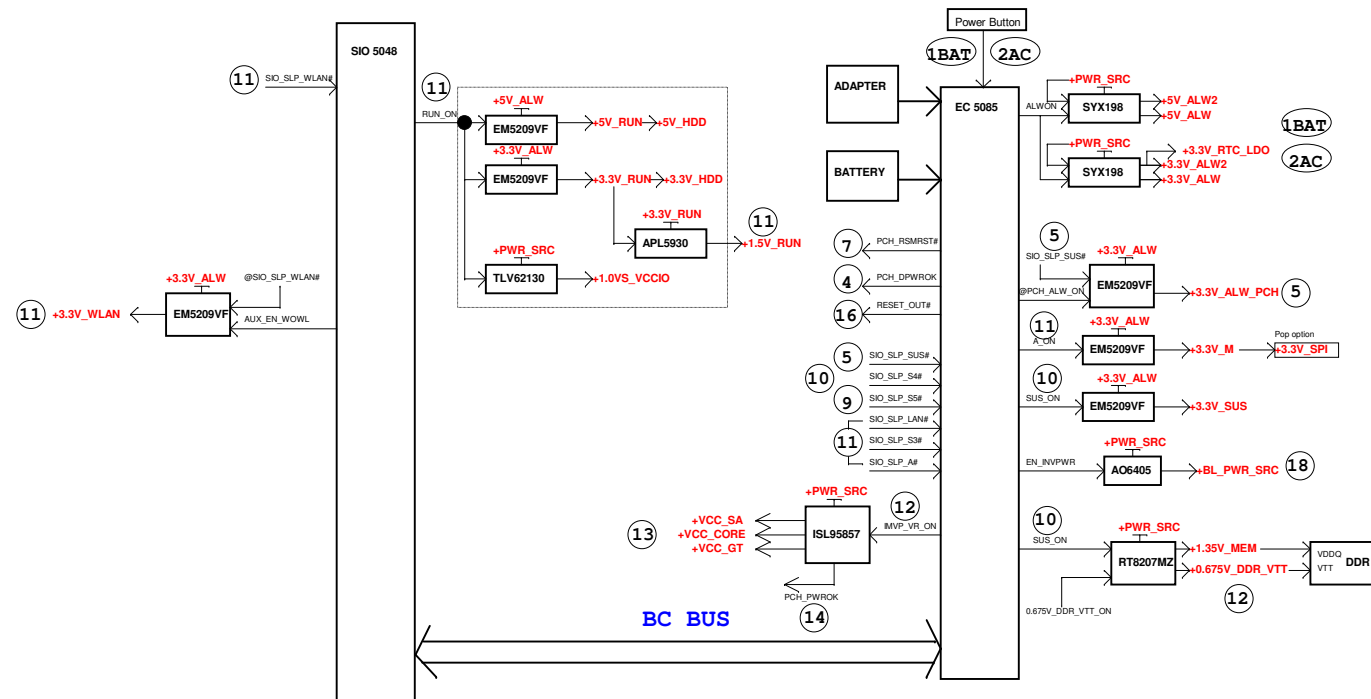 Power Button
SIO 5048
1BAT
2AC
11
SIO_SLP_WLAN#
11
RUN_ON
+5V_ALW
EM5209VF
+5V_RUN
+5V_HDD
+3.3V_ALW
EM5209VF
+3.3V_RUN
+3.3V_HDD
+3.3V_RUN
APL5930
11
+1.5V_RUN
+PWR_SRC
TLV62130
+1.0VS_VCCIO
@SIO_SLP_WLAN#
+3.3V_ALW
EM5209VF
11
+3.3V_WLAN
AUX_EN_WOWL
ADAPTER
BATTERY
EC 5085
ALWON
+PWR_SRC
SYX198
+5V_ALW2
+5V_ALW
1BAT
+PWR_SRC
SYX198
+3.3V_RTC_LDO
+3.3V_ALW2
+3.3V_ALW
2AC
7
PCH_RSMRST#
4
PCH_DPWROK
16
RESET_OUT#
5
SIO_SLP_SUS#
+3.3V_ALW
@PCH_ALW_ON
EM5209VF
+3.3V_ALW_PCH
5
11
A_ON
+3.3V_ALW
EM5209VF
+3.3V_M
Pop option
+3.3V_SPI
5
SIO_SLP_SUS#
10
SIO_SLP_S4#
9
SIO_SLP_S5#
SIO_SLP_LAN#
11
SIO_SLP_S3#
SIO_SLP_A#
10
SUS_ON
+3.3V_ALW
EM5209VF
+3.3V_SUS
EN_INVPWR
+PWR_SRC
AO6405
+BL_PWR_SRC
18
+PWR_SRC
ISL95857
12
IMVP_VR_ON
13
+VCC_SA
+VCC_CORE
+VCC_GT
PCH_PWROK
14
10
SUS_ON
+PWR_SRC
RT8207MZ
+1.35V_MEM
+0.675V_DDR_VTT
VDDQ
VTT
DDR
12
0.675V_DDR_VTT_ON
BC BUS